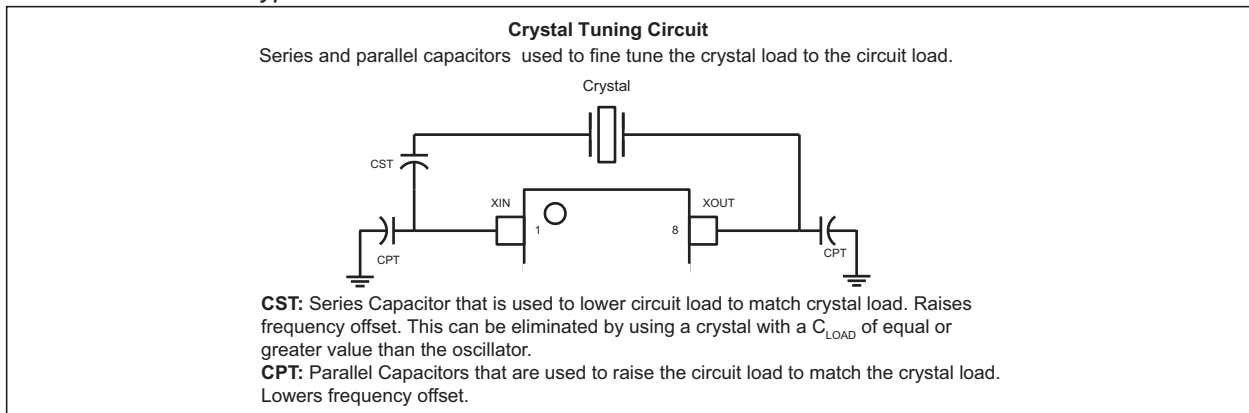 Crystal Tuning Circuit
Series and parallel capacitors used to fine tune the crystal load to the circuit load.
Crystal
CST
XIN
XOUT
1
8
CPT
CPT
CST: Series Capacitor that is used to lower circuit load to match crystal load. Raises
frequency offset. This can be eliminated by using a crystal with a CLOAD of equal or
greater value than the oscillator.
CPT: Parallel Capacitors that are used to raise the circuit load to match the crystal load.
Lowers frequency offset.